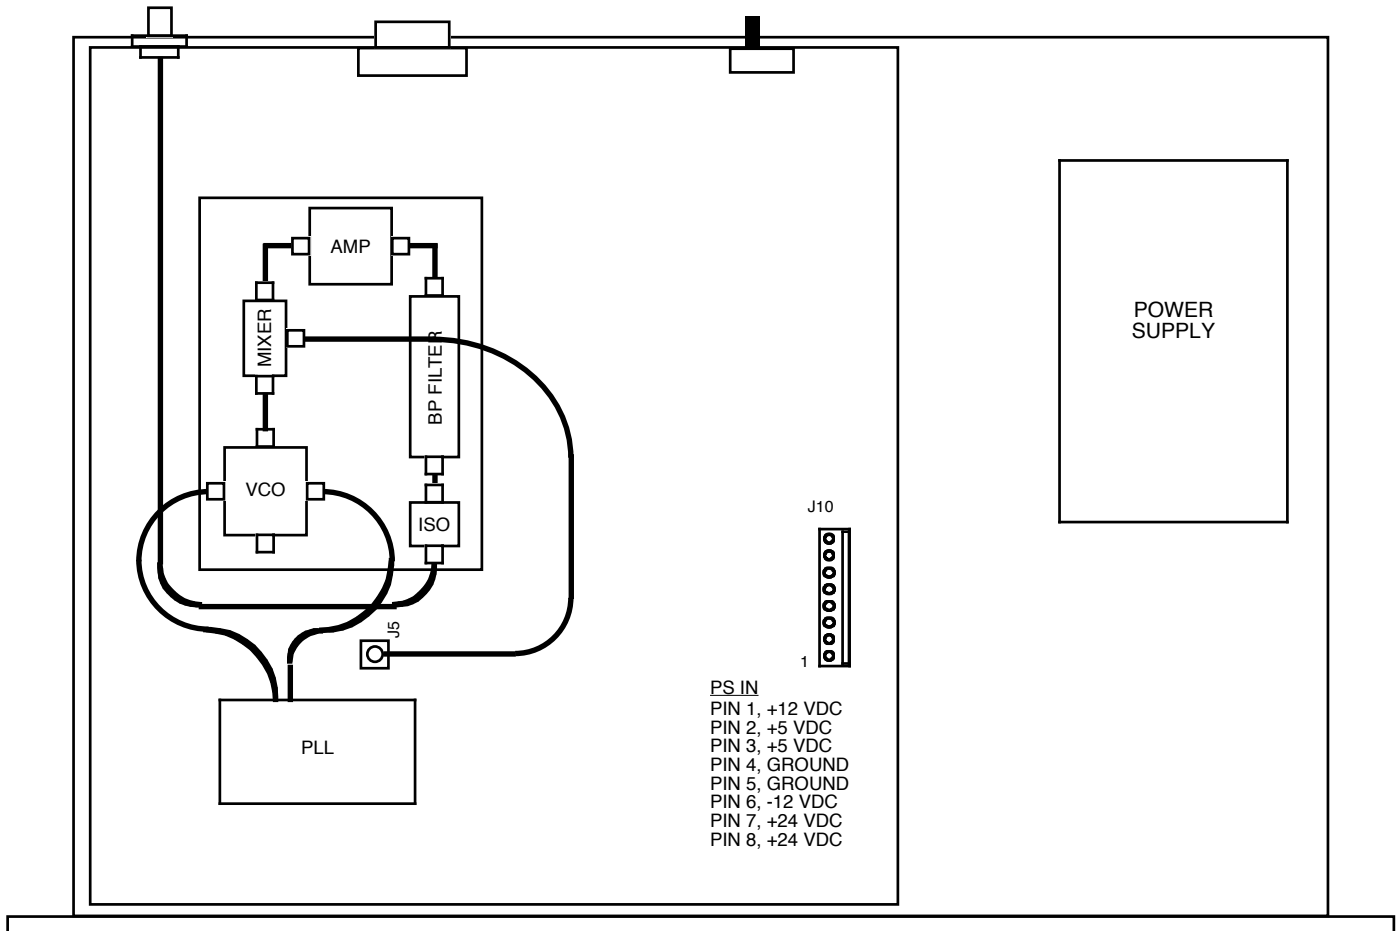 AMP
MIXER
BP FILTER
POWER
SUPPLY
VCO
ISO
J10
J5
1
PS IN
PIN 1, +12 VDC
PIN 2, +5 VDC
PIN 3, +5 VDC
PIN 4, GROUND
PIN 5, GROUND
PIN 6, -12 VDC
PIN 7, +24 VDC
PIN 8, +24 VDC
PLL